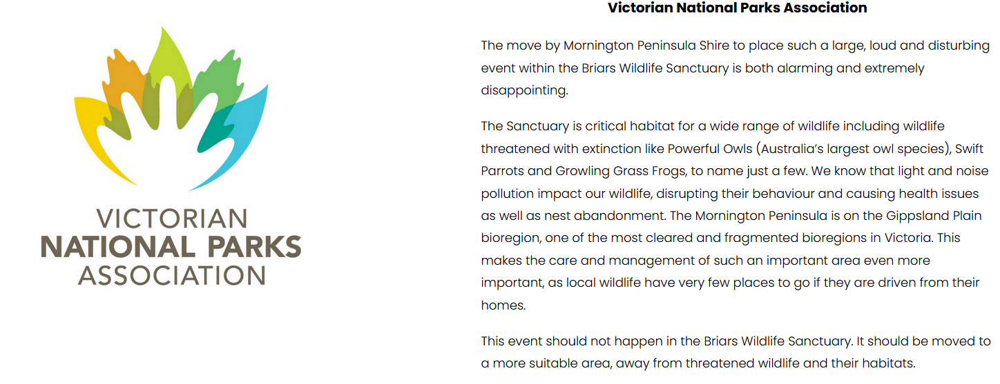 VICTORIAN
NATIONAL PARKS
ASSOCIATION
Victorian National Parks Association
The move by Mornington Peninsula Shire to place such a large, loud and disturbing
event within the Briars Wildlife Sanctuary is both alarming and extremely
disappointing.
The Sanctuary is critical habitat for a wide range of wildlife including wildlife
threatened with extinction like Powerful Owls (Australia’s largest owl species), Swift
Parrots and Growling Grass Frogs, to name just a few. We know that light and noise
pollution impact our wildlife, disrupting their behaviour and causing health issues
as well as nest abandonment. The Mornington Peninsula is on the Gippsland Plain
bioregion, one of the most cleared and fragmented bioregions in Victoria. This
makes the care and management of such an important area even more
important, as local wildlife have very few places to go if they are driven from their
homes.
This event should not happen in the Briars Wildlife Sanctuary. It should be moved to
a more suitable area, away from threatened wildlife and their habitats.